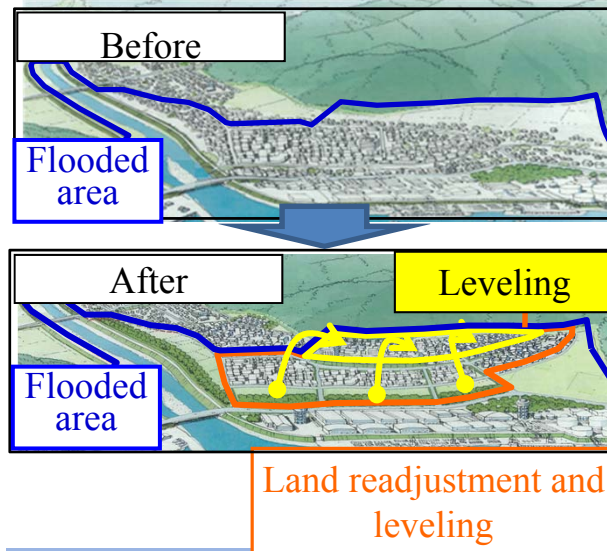 Before
Flooded
area
After
Leveling
Flooded
area
Land readjustment and
leveling